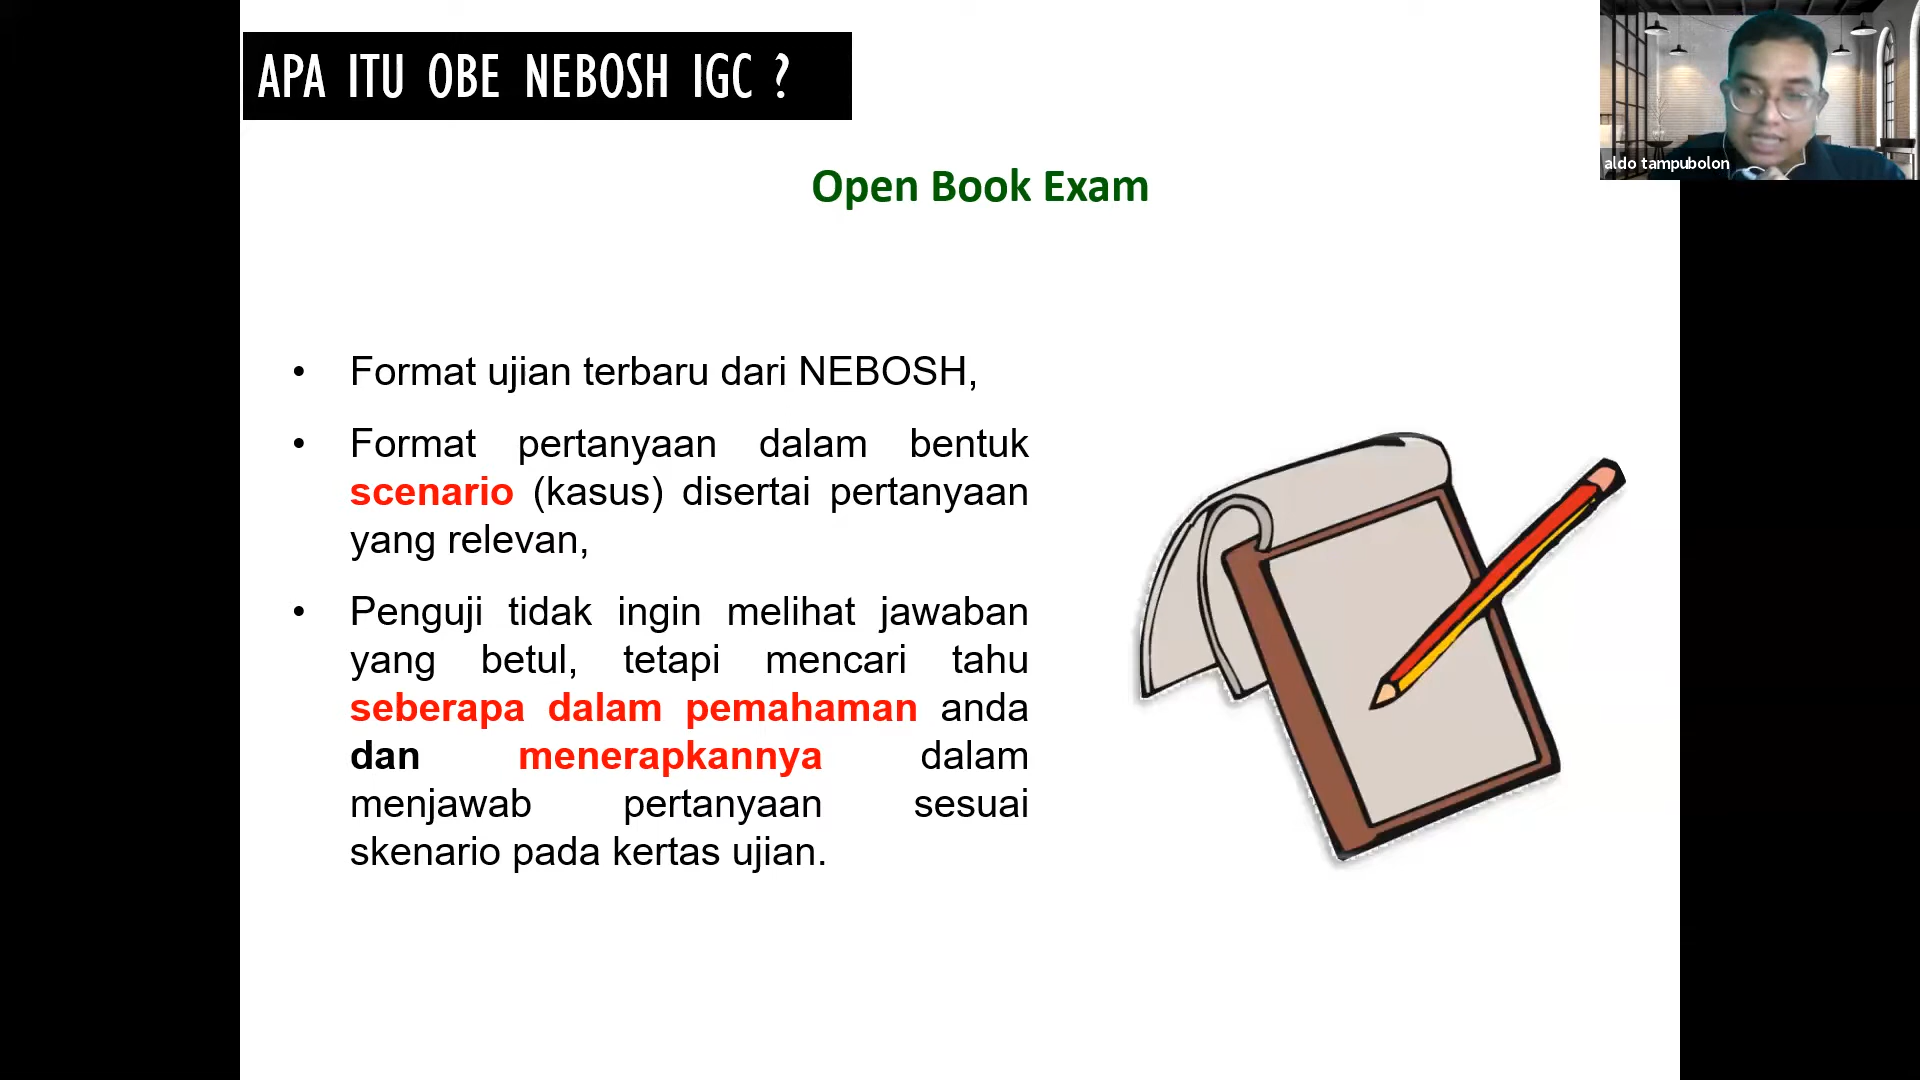 APA ITU OBE NEBOSH IGC ?
aldo tampubolon
Open Book Exam
• Format ujian terbaru dari NEBOSH,
• Format pertanyaan dalam bentuk
scenario (kasus) disertai pertanyaan
yang relevan,
• Penguji tidak ingin melihat jawaban
yang betul, tetapi mencari tahu
seberapa dalam pemahaman anda
dan menerapkannya dalam
menjawab pertanyaan sesuai
skenario pada kertas ujian.